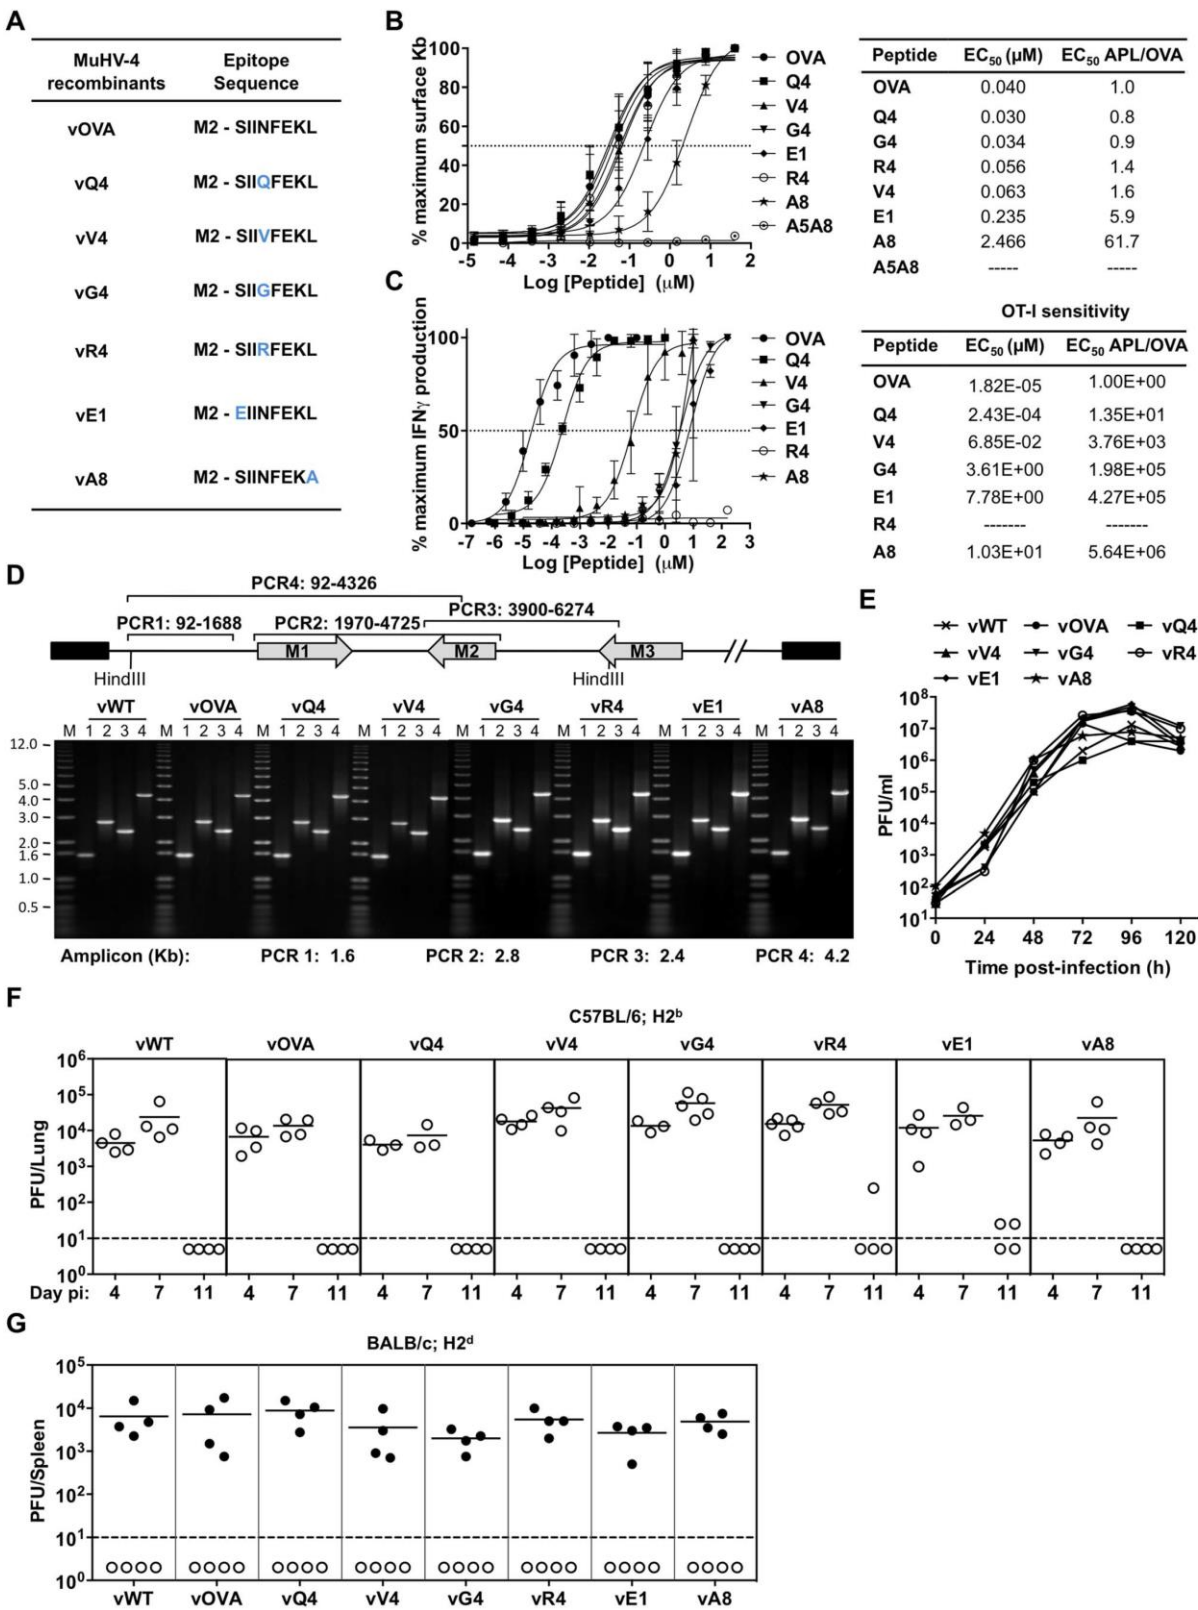 A
MuHV-4 recombinants
Epitope Sequence
vOVA M2 - SIINFEKL
vQ4 M2 - SIIQFEKL
vV4 M2 - SIIVFEKL
vG4 M2 - SIIGFEKL
vR4 M2 - SIIRFEKL
vE1 M2 - EIINFEKL
vA8 M2 - SIINFEKA
B
% maximum surface Kb
100
80
60
40
20
0
-5 -4 -3 -2 -1 0 1 2
Log [Peptide] (µM)
OVA
Q4
V4
G4
E1
R4
A8
A5A8
Peptide EC50 (µM) EC50 APL/OVA
OVA 0.040 1.0
Q4 0.030 0.8
G4 0.034 0.9
R4 0.056 1.4
V4 0.063 1.6
E1 0.235 5.9
A8 2.466 61.7
A5A8 ----- -----
C
% maximum IFNγ production
100
50
0
-7 -6 -5 -4 -3 -2 -1 0 1 2 3
Log [Peptide] (µM)
OVA
Q4
V4
G4
E1
R4
A8
OT-I sensitivity
Peptide EC50 (µM) EC50 APL/OVA
OVA 1.82E-05 1.00E+00
Q4 2.43E-04 1.35E+01
V4 6.85E-02 3.76E+03
G4 3.61E+00 1.98E+05
E1 7.78E+00 4.27E+05
R4 ------- -------
A8 1.03E+01 5.64E+06
D
PCR4: 92-4326
PCR3: 3900-6274
PCR1: 92-1688 PCR2: 1970-4725
M1 M2 M3
HindIII HindIII
vWT vOVA vQ4 vV4 vG4 vR4 vE1 vA8
M 1 2 3 4 M 1 2 3 4 M 1 2 3 4 M 1 2 3 4 M 1 2 3 4 M 1 2 3 4 M 1 2 3 4 M 1 2 3 4
12.0
5.0
4.0
3.0
2.0
1.6
1.0
0.5
Amplicon (Kb): PCR 1: 1.6 PCR 2: 2.8 PCR 3: 2.4 PCR 4: 4.2
E
vWT vOVA vQ4
vV4 vG4 vR4
vE1 vA8
PFU/ml
10^8
10^7
10^6
10^5
10^4
10^3
10^2
10^1
0 24 48 72 96 120
Time post-infection (h)
F
C57BL/6; H2^b
vWT vOVA vQ4 vV4 vG4 vR4 vE1 vA8
PFU/Lung
10^6
10^5
10^4
10^3
10^2
10^1
10^0
Day pi: 4 7 11 4 7 11 4 7 11 4 7 11 4 7 11 4 7 11 4 7 11 4 7 11
G
BALB/c; H2^d
PFU/Spleen
10^5
10^4
10^3
10^2
10^1
10^0
vWT vOVA vQ4 vV4 vG4 vR4 vE1 vA8